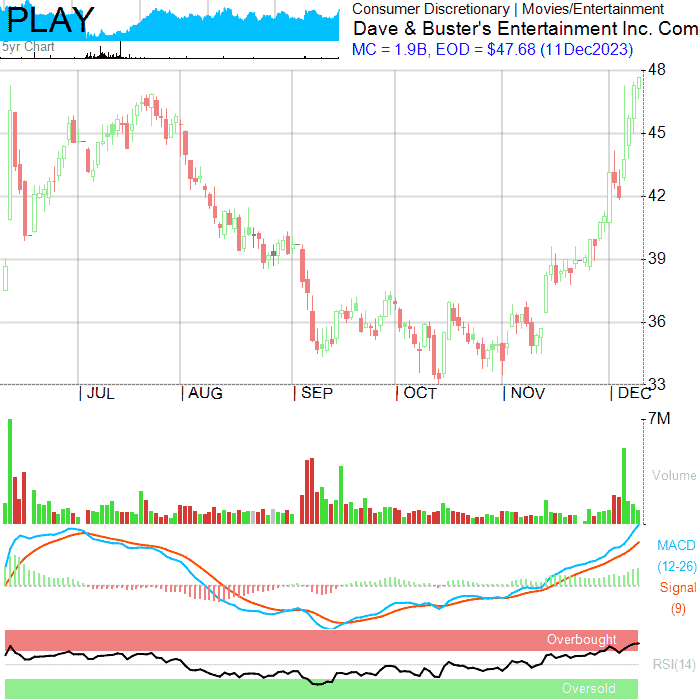 PLAY
5yr Chart
Consumer Discretionary | Movies/Entertainment
Dave & Buster's Entertainment Inc. Com
MC = 1.9B, EOD = $47.68 (11Dec2023)
48
45
42
39
36
33
JUL AUG SEP OCT NOV DEC
7M
Volume
MACD
(12-26)
Signal
(9)
Overbought
RSI(14)
Oversold